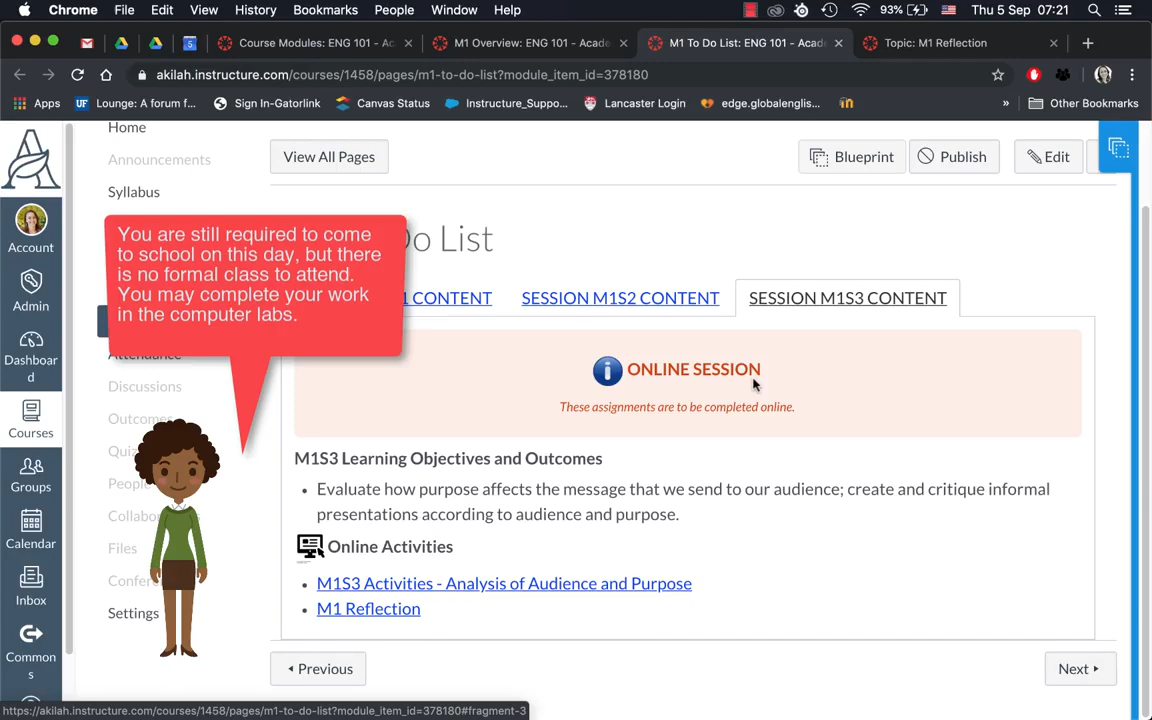 Chrome File Edit View History Bookmarks People Window Help 93% Thu 5 Sep 07:21
Course Modules: ENG 101 - Ac M1 Overview: ENG 101 - Acade M1 To Do List: ENG 101 - Acade Topic: M1 Reflection
akilah.instructure.com/courses/1458/pages/m1-to-do-list?module_item_id=378180
Apps UF Lounge: A forum f... Sign In-Gatorlink Canvas Status Instructure_Suppo... Lancaster Login edge.globalenglis... in » Other Bookmarks
Home
View All Pages Blueprint Publish Edit
Announcements
Syllabus
You are still required to come
to school on this day, but there
is no formal class to attend.
You may complete your work
in the computer labs.
Do List
1 CONTENT SESSION M1S2 CONTENT SESSION M1S3 CONTENT
Account
Admin
Dashboar
d
Courses
Groups
Calendar
Inbox
Common
s
Attendance
Discussions
Outcomes
Quiz
People
Collabo
Files
Confer
Settings
ONLINE SESSION
These assignments are to be completed online.
M1S3 Learning Objectives and Outcomes
• Evaluate how purpose affects the message that we send to our audience; create and critique informal
presentations according to audience and purpose.
Online Activities
• M1S3 Activities - Analysis of Audience and Purpose
• M1 Reflection
Previous Next
https://akilah.instructure.com/courses/1458/pages/m1-to-do-list?module_item_id=378180#fragment-3